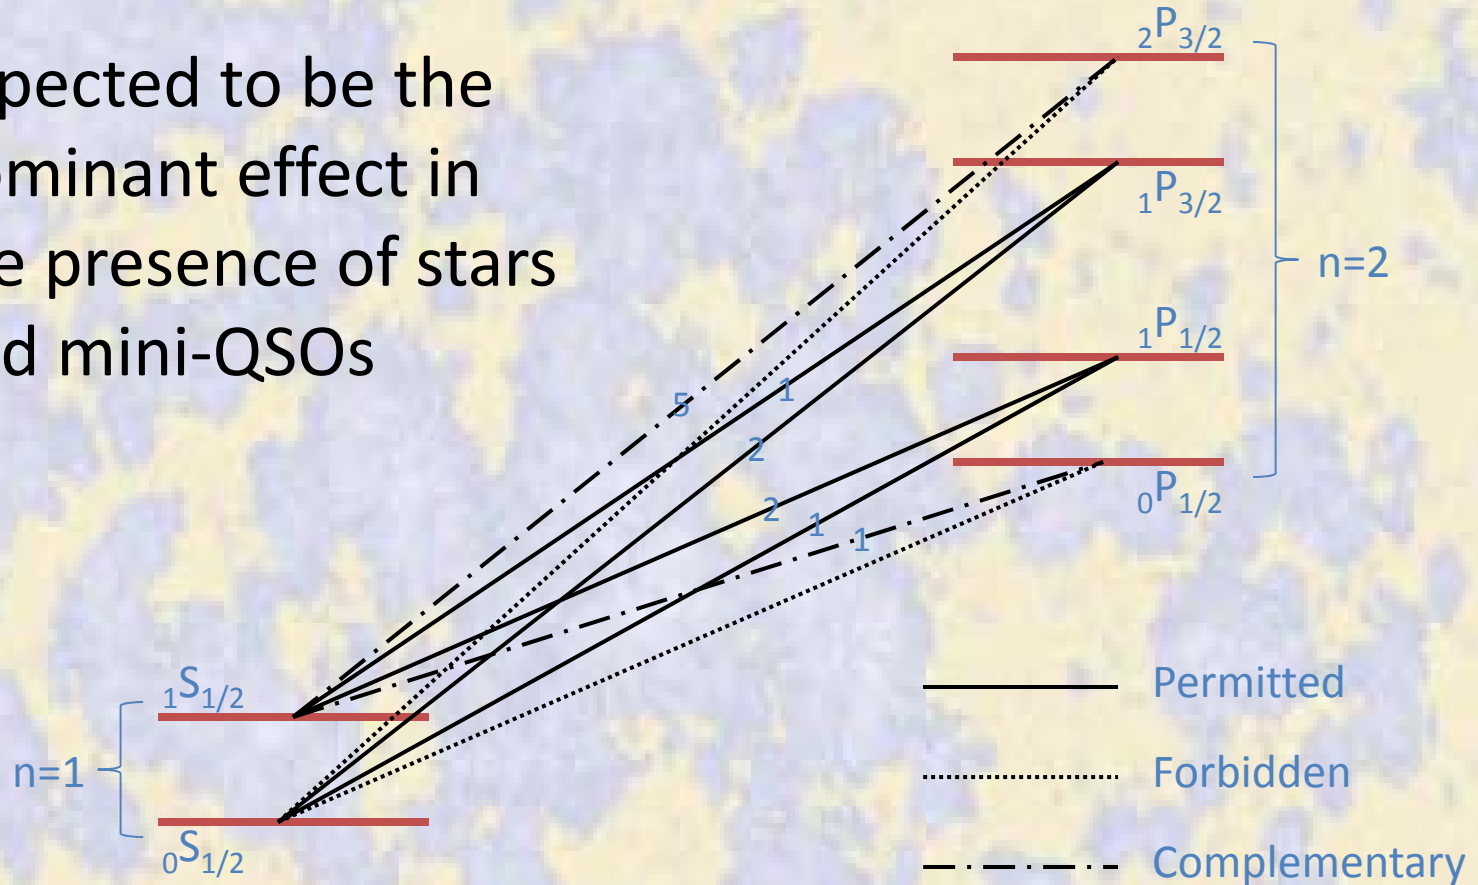 pected to be the
ominant effect in
e presence of stars
d mini-QSOs
₂P₃/₂
₁P₃/₂
n=2
₁P₁/₂
₀P₁/₂
5
1
2
2
1
1
₁S₁/₂
n=1
₀S₁/₂
Permitted
Forbidden
Complementary